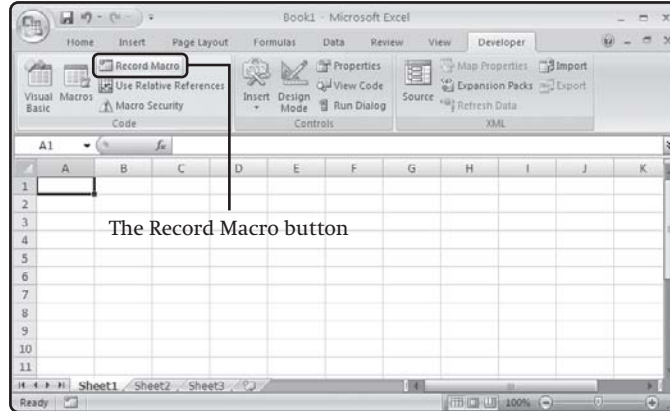 Book1 - Microsoft Excel
Home Insert Page Layout Formulas Data Review View Developer
Visual Basic
Macros
Record Macro
Use Relative References
Macro Security
Code
Insert
Design Mode
Properties
View Code
Run Dialog
Controls
Source
Map Properties
Expansion Packs
Refresh Data
Import
Export
XML
A1 fx
A B C D E F G H I J K
1
2
3
4
5
6
7
8
9
10
11
The Record Macro button
Sheet1 Sheet2 Sheet3
Ready 100%